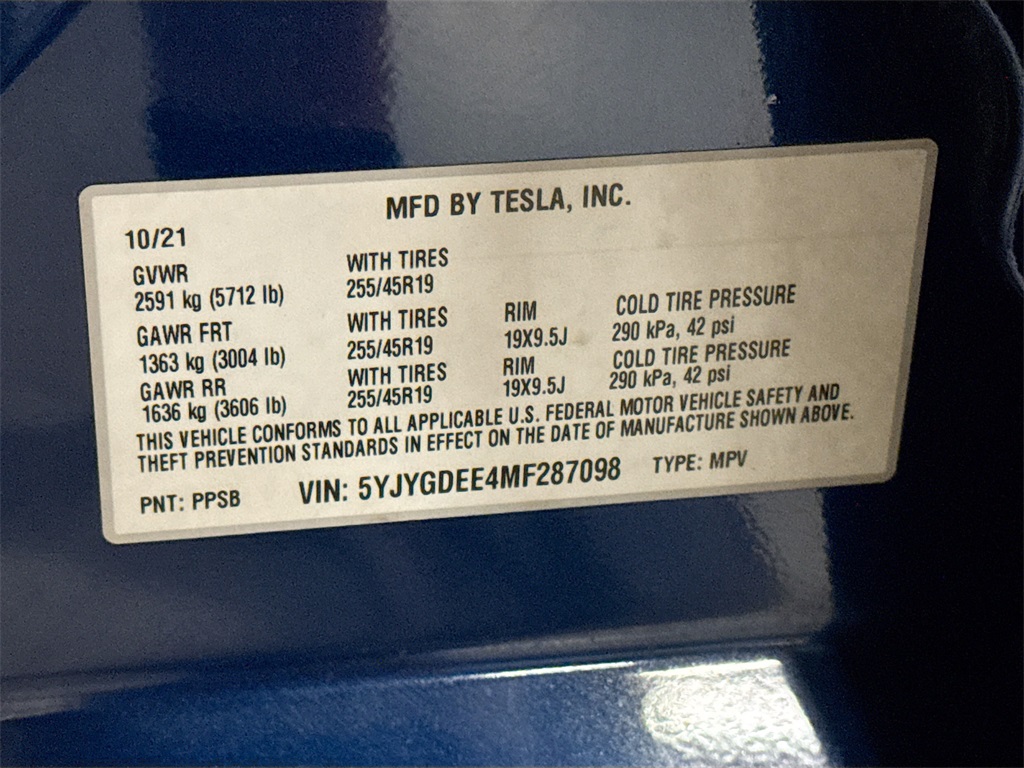 MFD BY TESLA, INC.
10/21
GVWR WITH TIRES
2591 kg (5712 lb) 255/45R19
GAWR FRT WITH TIRES RIM COLD TIRE PRESSURE
1363 kg (3004 lb) 255/45R19 19X9.5J 290 kPa, 42 psi
GAWR RR WITH TIRES RIM COLD TIRE PRESSURE
1636 kg (3606 lb) 255/45R19 19X9.5J 290 kPa, 42 psi
THIS VEHICLE CONFORMS TO ALL APPLICABLE U.S. FEDERAL MOTOR VEHICLE SAFETY AND
THEFT PREVENTION STANDARDS IN EFFECT ON THE DATE OF MANUFACTURE SHOWN ABOVE.
PNT: PPSB VIN: 5YJYGDEE4MF287098 TYPE: MPV